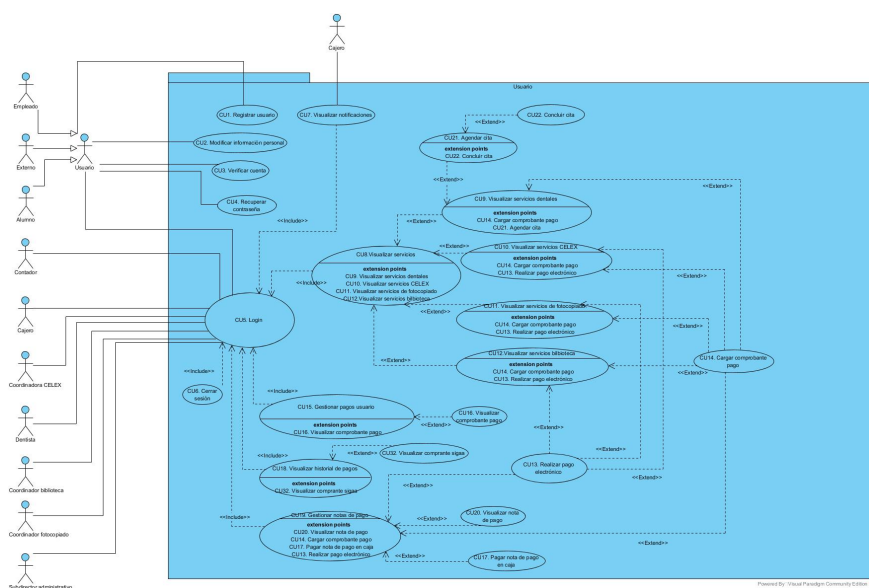 Cajero
Usuario
Empleado
CU1. Registrar usuario
CU7. Visualizar notificaciones
CU22. Concluir cita
<<Extend>>
CU21. Agendar cita
extension points
CU22. Concluir cita
Externo
Usuario
CU2. Modificar información personal
CU3. Verificar cuenta
<<Extend>>
<<Extend>>
Alumno
CU4. Recuperar
contraseña
CU9. Visualizar servicios dentales
extension points
CU14. Cargar comprobante pago
CU21. Agendar cita
<<Include>>
<<Extend>>
Contador
CU8.Visualizar servicios
extension points
CU9. Visualizar servicios dentales
CU10. Visualizar servicios CELEX
CU11. Visualizar servicios de fotocopiado
CU12.Visualizar servicios bilbioteca
<<Include>>
<<Extend>>
CU10. Visualizar servicios CELEX
extension points
CU14. Cargar comprobante pago
CU13. Realizar pago electrónico
<<Extend>>
Cajero
CU5. Login
CU11. Visualizar servicios de fotocopiado
extension points
CU14. Cargar comprobante pago
CU13. Realizar pago electrónico
<<Extend>>
<<Extend>>
<<Extend>>
Coordinadora CELEX
CU12.Visualizar servicios bilbioteca
extension points
CU14. Cargar comprobante pago
CU13. Realizar pago electrónico
<<Extend>>
CU14. Cargar comprobante
pago
<<Include>>
CU6. Cerrar
sesión
<<Include>>
Dentista
CU15. Gestionar pagos usuario
extension points
CU16. Visualizar comprobante pago
<<Extend>>
CU16. Visualizar
comprobante pago
<<Extend>>
Coordinador biblioteca
<<Include>>
<<Extend>>
CU32. Visualizar comprante sigaa
CU18. Visualizar historial de pagos
extension points
CU32. Visualizar comprante sigaa
CU13. Realizar pago
electrónico
<<Extend>>
<<Extend>>
Coordinador fotocopiado
<<Include>>
CU19. Gestionar notas de pago
extension points
CU20. Visualizar nota de pago
CU14. Cargar comprobante pago
CU17. Pagar nota de pago en caja
CU13. Realizar pago electrónico
<<Extend>>
CU20. Visualizar nota
de pago
<<Extend>>
<<Extend>>
CU17. Pagar nota de pago
en caja
Subdirector administrativo
Powered By: Visual Paradigm Community Edition